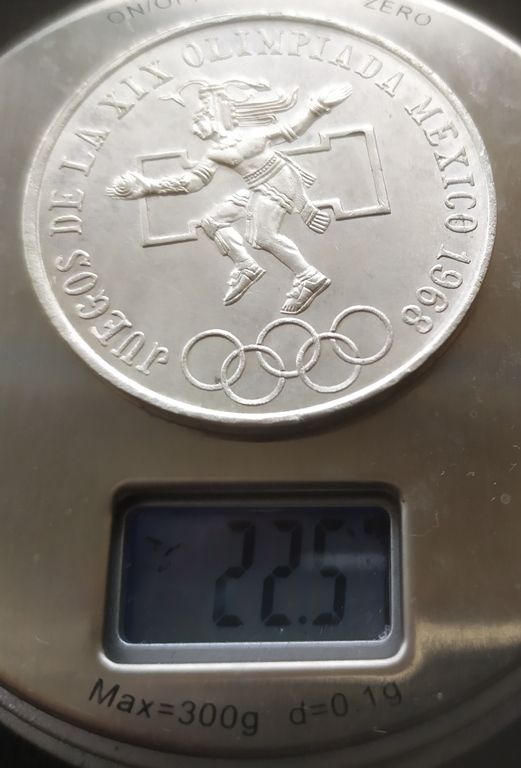 ON/OFF
ZERO
JUEGOS DE LA XIX OLIMPIADA MEXICO 1968
22.5
Max=300g d=0.1g